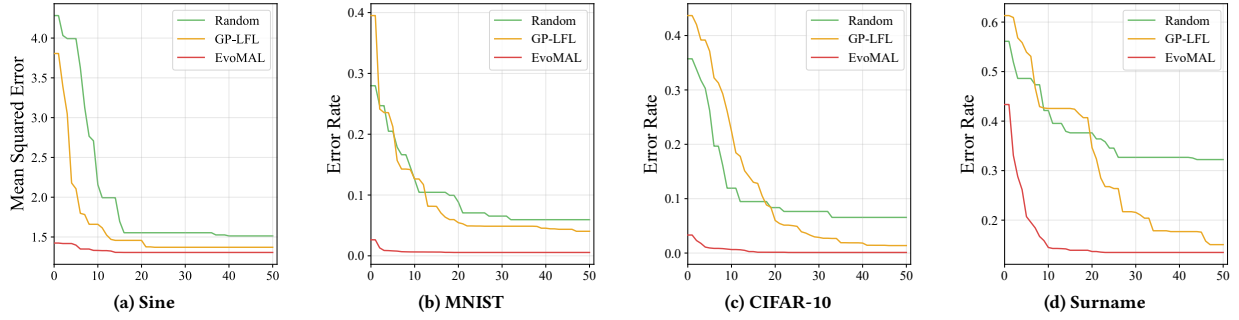 Mean Squared Error
4.0
3.5
3.0
2.5
2.0
1.5
0 10 20 30 40 50
Random
GP-LFL
EvoMAL
(a) Sine
Error Rate
0.4
0.3
0.2
0.1
0.0
0 10 20 30 40 50
Random
GP-LFL
EvoMAL
(b) MNIST
Error Rate
0.4
0.3
0.2
0.1
0.0
0 10 20 30 40 50
Random
GP-LFL
EvoMAL
(c) CIFAR-10
Error Rate
0.6
0.5
0.4
0.3
0.2
0 10 20 30 40 50
Random
GP-LFL
EvoMAL
(d) Surname